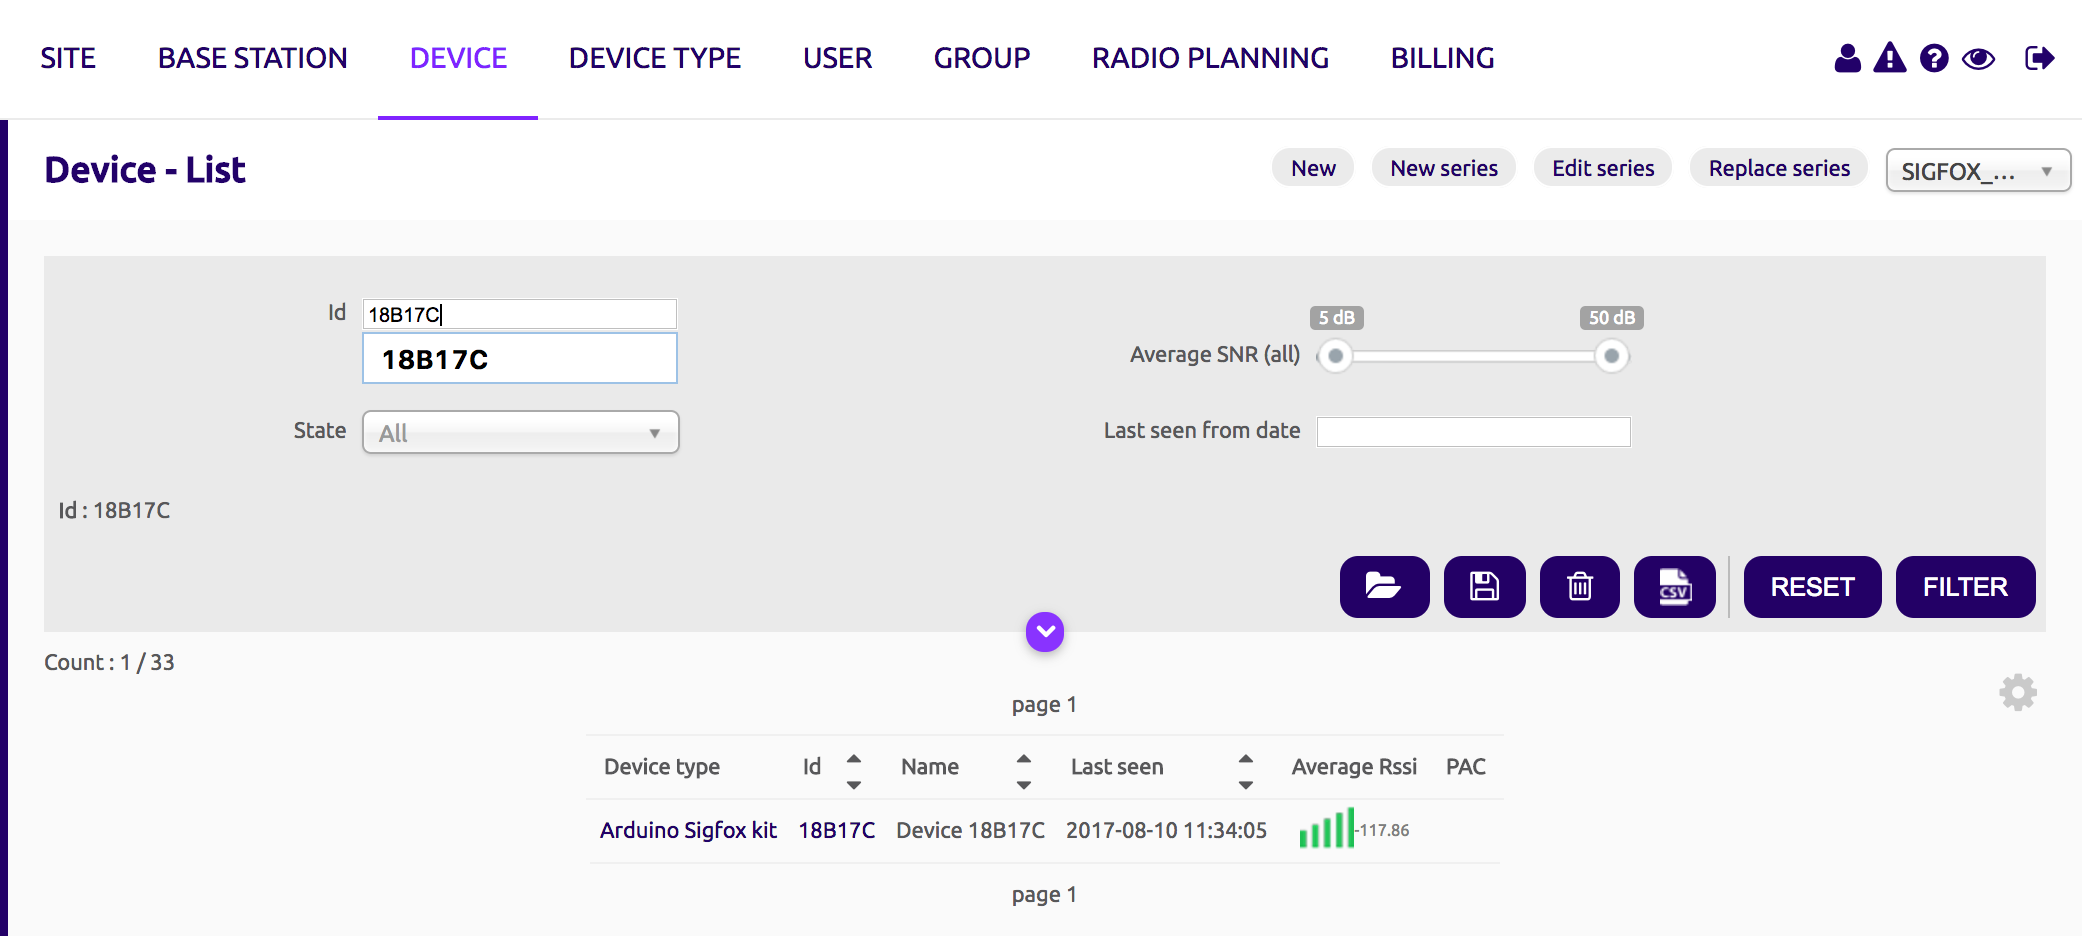 SITE BASE STATION DEVICE DEVICE TYPE USER GROUP RADIO PLANNING BILLING
Device - List New New series Edit series Replace series SIGFOX_...
Id 18B17C 5 dB 50 dB
18B17C Average SNR (all)
State All Last seen from date
Id : 18B17C
CSV RESET FILTER
Count : 1 / 33
page 1
Device type Id Name Last seen Average Rssi PAC
Arduino Sigfox kit 18B17C Device 18B17C 2017-08-10 11:34:05 -117.86
page 1